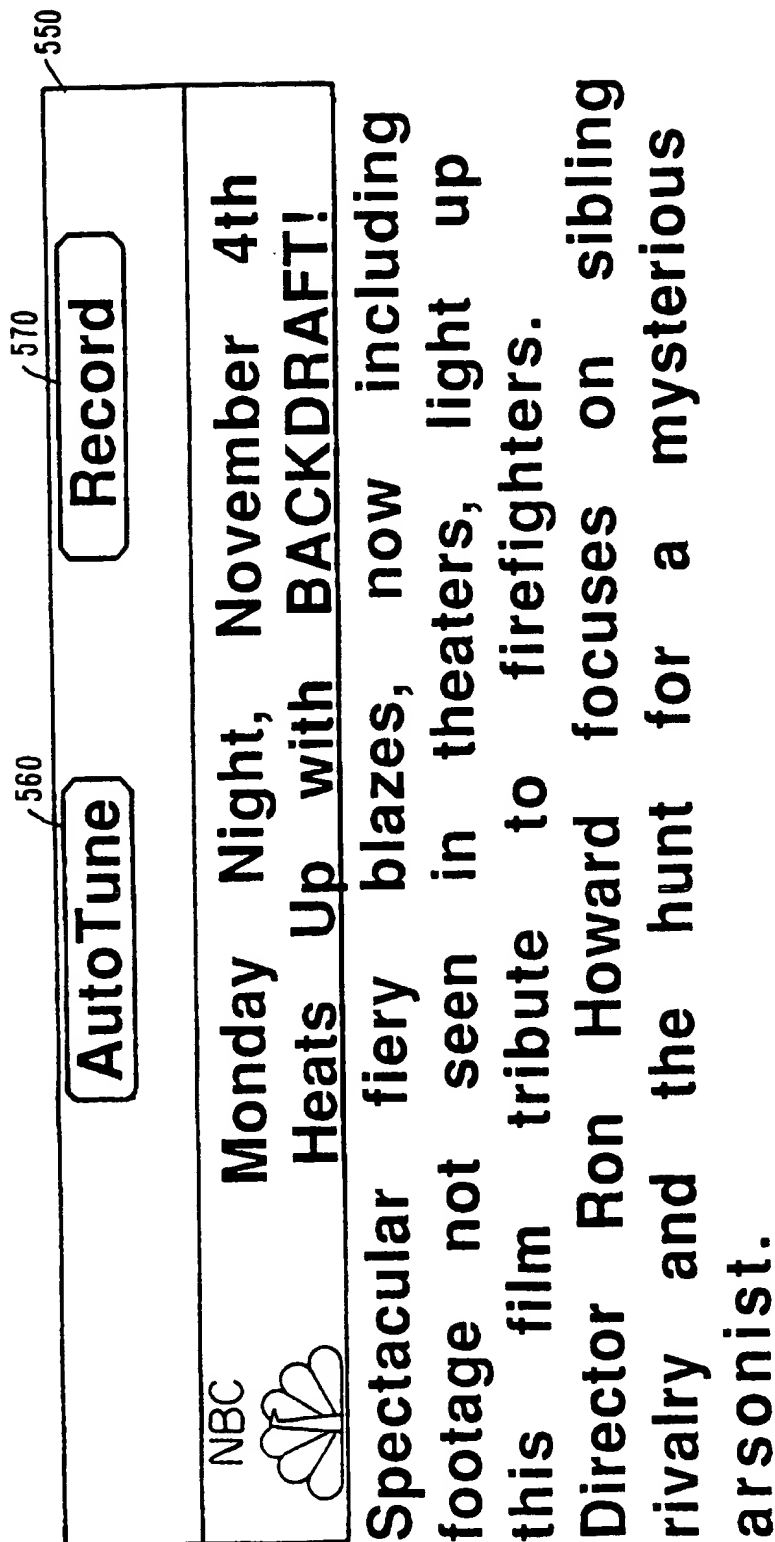 550
560
570
AutoTune
Record
NBC
Monday Night, November 4th
Heats Up with BACKDRAFT!
Spectacular fiery blazes, now including
footage not seen in theaters, light up
this film tribute to firefighters.
Director Ron Howard focuses on sibling
rivalry and the hunt for a mysterious
arsonist.